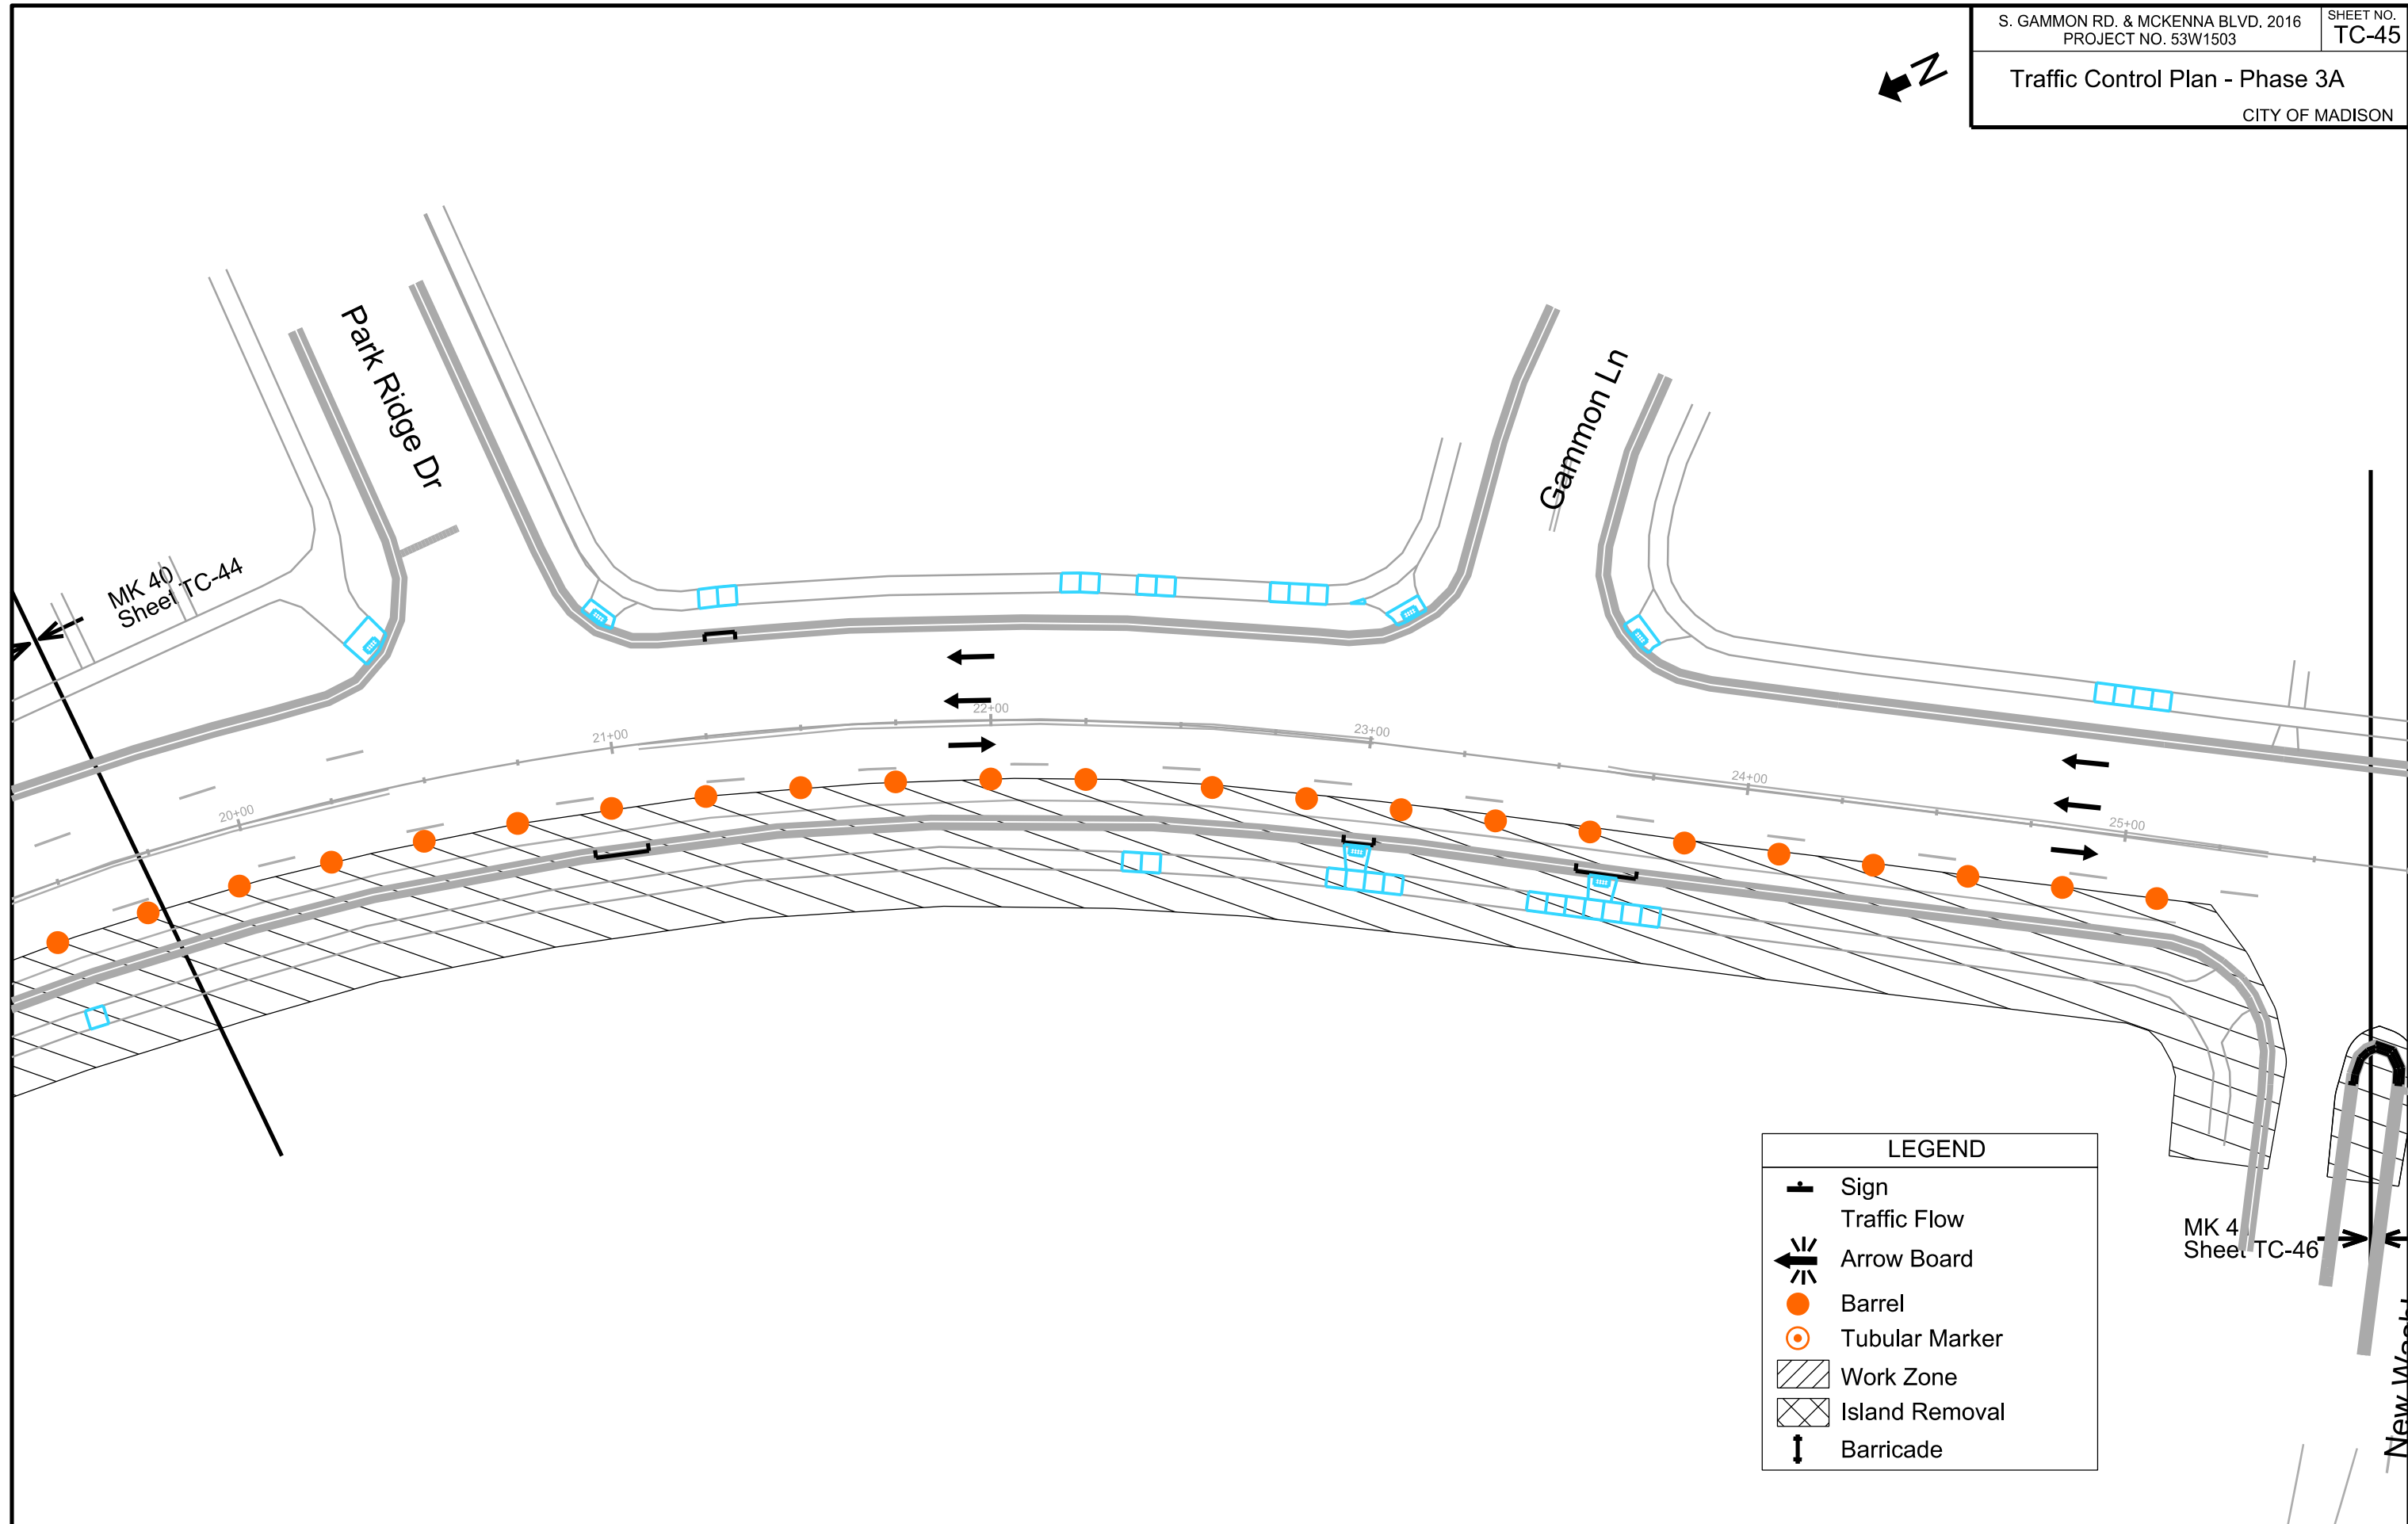 S. GAMMON RD. & MCKENNA BLVD. 2016
PROJECT NO. 53W1503
SHEET NO.
TC-45
Traffic Control Plan - Phase 3A
CITY OF MADISON
N
Park Ridge Dr
Gammon Ln
MK 40
Sheet TC-44
20+00
21+00
22+00
23+00
24+00
25+00
LEGEND
Sign
Traffic Flow
Arrow Board
Barrel
Tubular Marker
Work Zone
Island Removal
Barricade
MK 4
Sheet TC-46
New